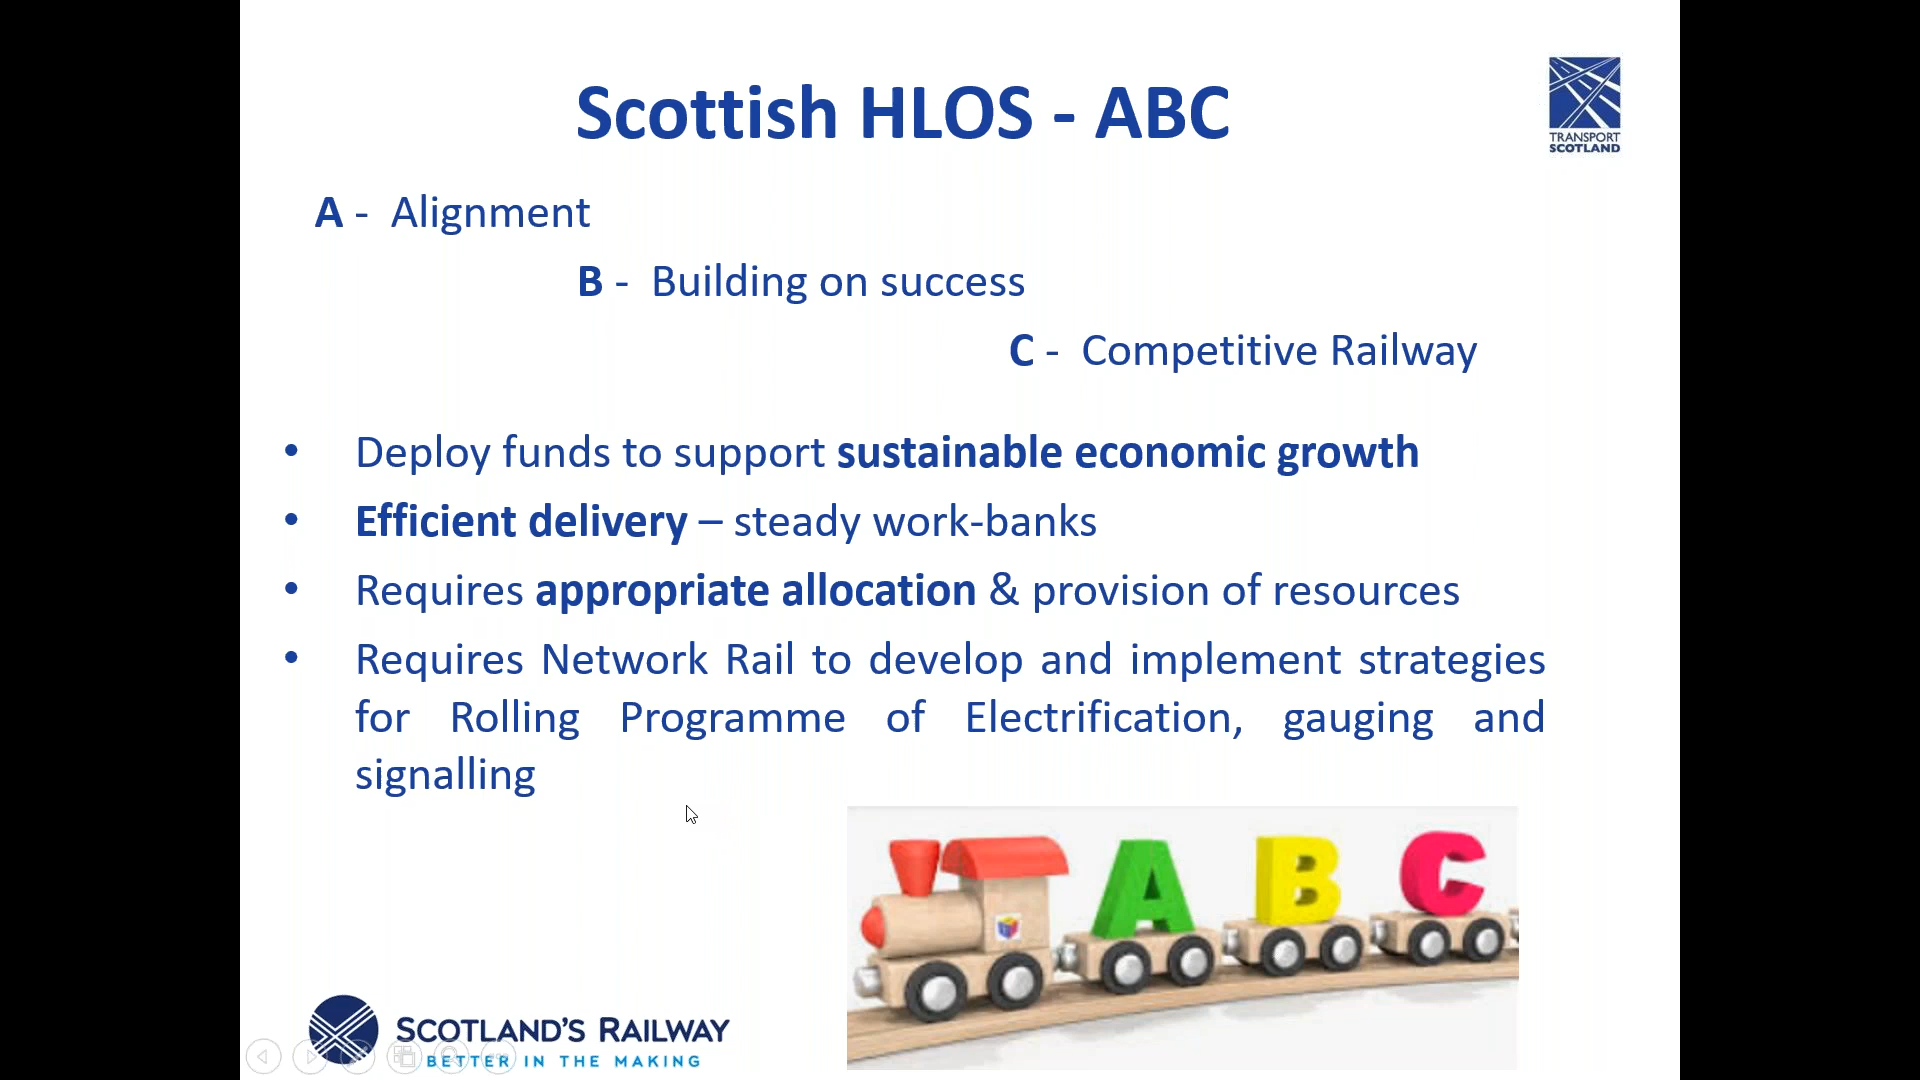 Scottish HLOS - ABC
TRANSPORT
SCOTLAND
A - Alignment
B - Building on success
C - Competitive Railway
• Deploy funds to support sustainable economic growth
• Efficient delivery – steady work-banks
• Requires appropriate allocation & provision of resources
• Requires Network Rail to develop and implement strategies
for Rolling Programme of Electrification, gauging and
signalling
A B C
SCOTLAND'S RAILWAY
BETTER IN THE MAKING